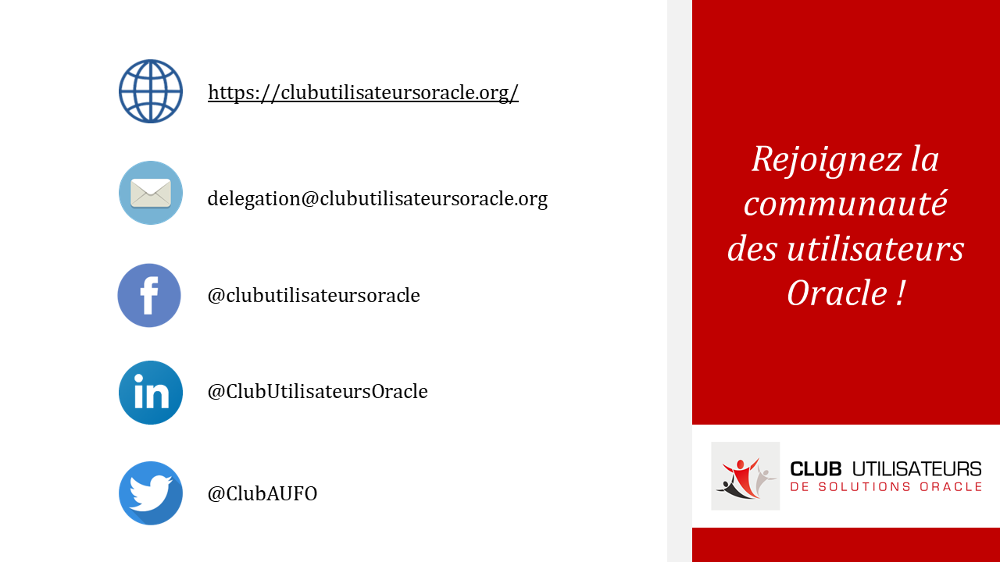 https://clubutilisateursoracle.org/
delegation@clubutilisateursoracle.org
@clubutilisateursoracle
@ClubUtilisateursOracle
@ClubAUFO
Rejoignez la
communauté
des utilisateurs
Oracle !
CLUB UTILISATEURS
DE SOLUTIONS ORACLE